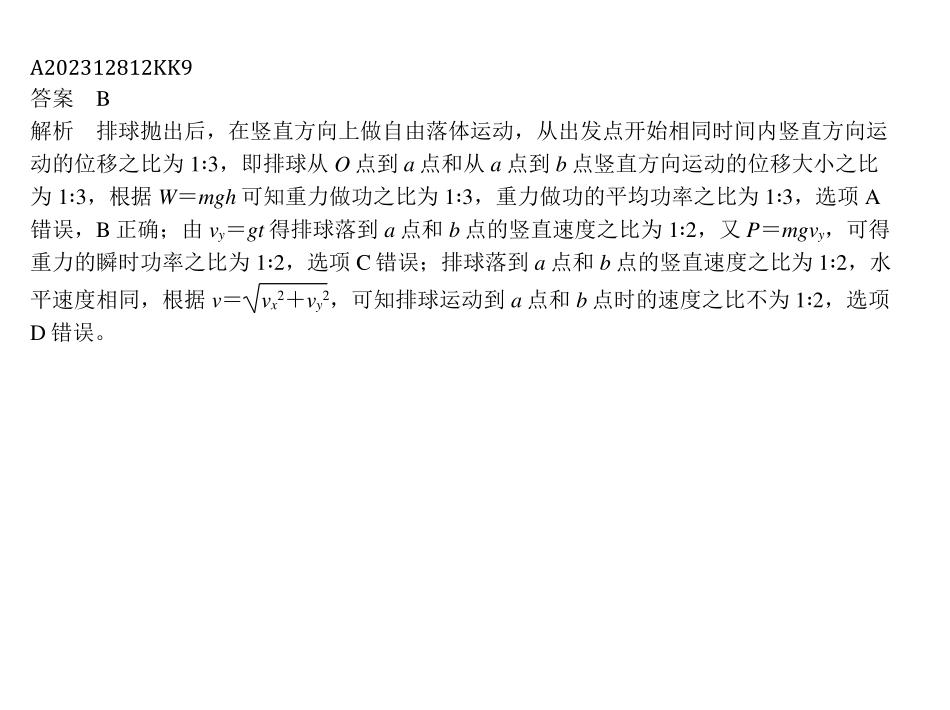 A202312812KK9
答案　B
解析　排球抛出后，在竖直方向上做自由落体运动，从出发点开始相同时间内竖直方向运
动的位移之比为 1∶3，即排球从 O 点到 a 点和从 a 点到 b 点竖直方向运动的位移大小之比
为 1∶3，根据 W＝mgh 可知重力做功之比为 1∶3，重力做功的平均功率之比为 1∶3，选项 A
错误，B 正确；由 vy＝gt 得排球落到 a 点和 b 点的竖直速度之比为 1∶2，又 P＝mgvy，可得
重力的瞬时功率之比为 1∶2，选项 C 错误；排球落到 a 点和 b 点的竖直速度之比为 1∶2，水
平速度相同，根据 v＝√vx²＋vy²，可知排球运动到 a 点和 b 点时的速度之比不为 1∶2，选项
D 错误。